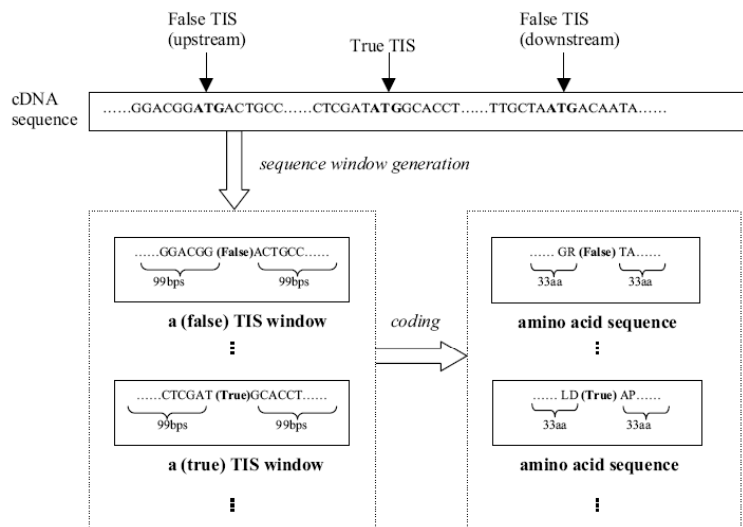 False TIS
(upstream)
True TIS
False TIS
(downstream)
cDNA
sequence
……GGACGGATGACTGCC……CTCGATATGGCACCT……TTGCTAATGACAATA……
sequence window generation
……GGACGG (False)ACTGCC……
99bps 99bps
a (false) TIS window
……CTCGAT (True)GCACCT……
99bps 99bps
a (true) TIS window
coding
…… GR (False) TA……
33aa 33aa
amino acid sequence
…… LD (True) AP……
33aa 33aa
amino acid sequence